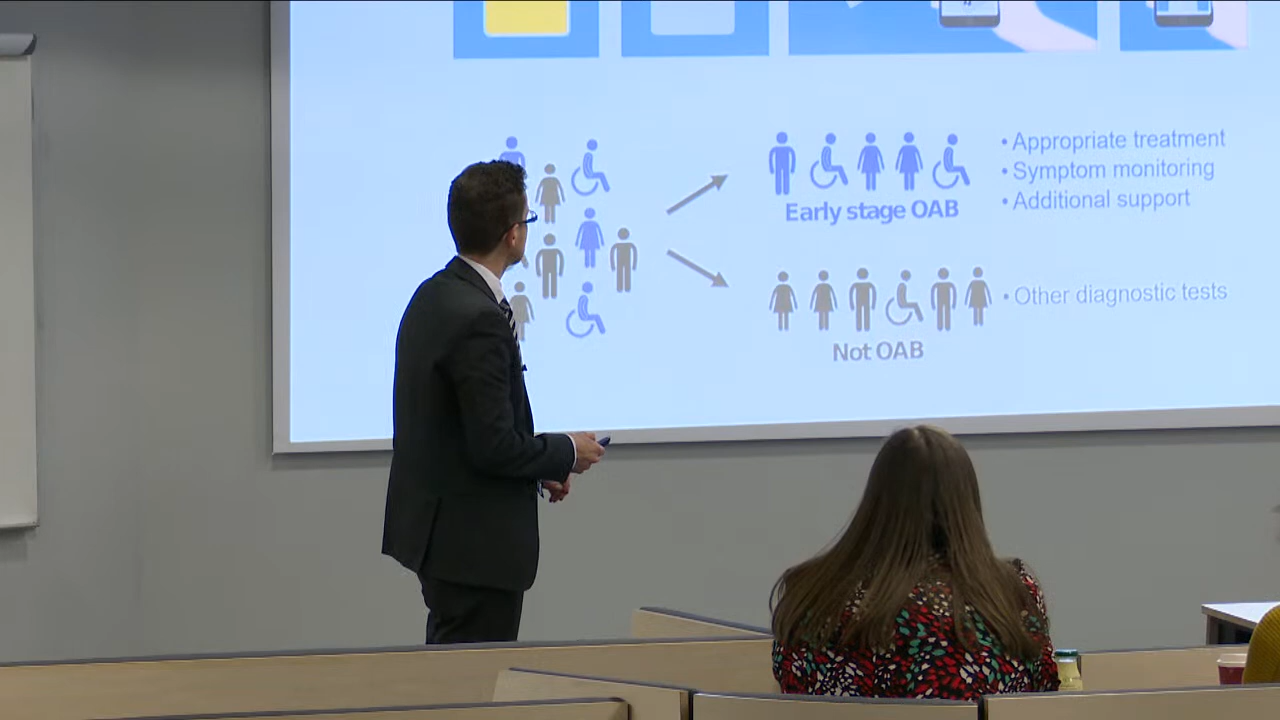 • Appropriate treatment
• Symptom monitoring
• Additional support
Early stage OAB
• Other diagnostic tests
Not OAB